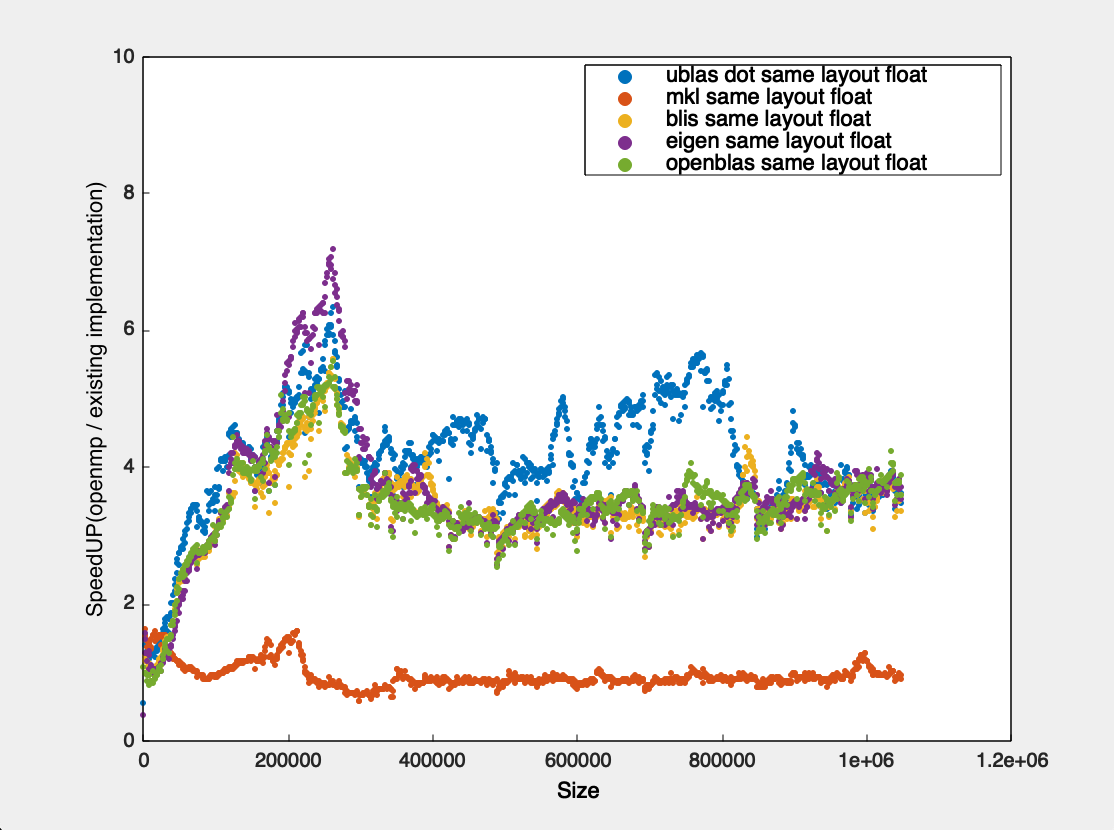 10
8
6
4
2
0
SpeedUP(openmp / existing implementation)
ublas dot same layout float
mkl same layout float
blis same layout float
eigen same layout float
openblas same layout float
0 200000 400000 600000 800000 1e+06 1.2e+06
Size